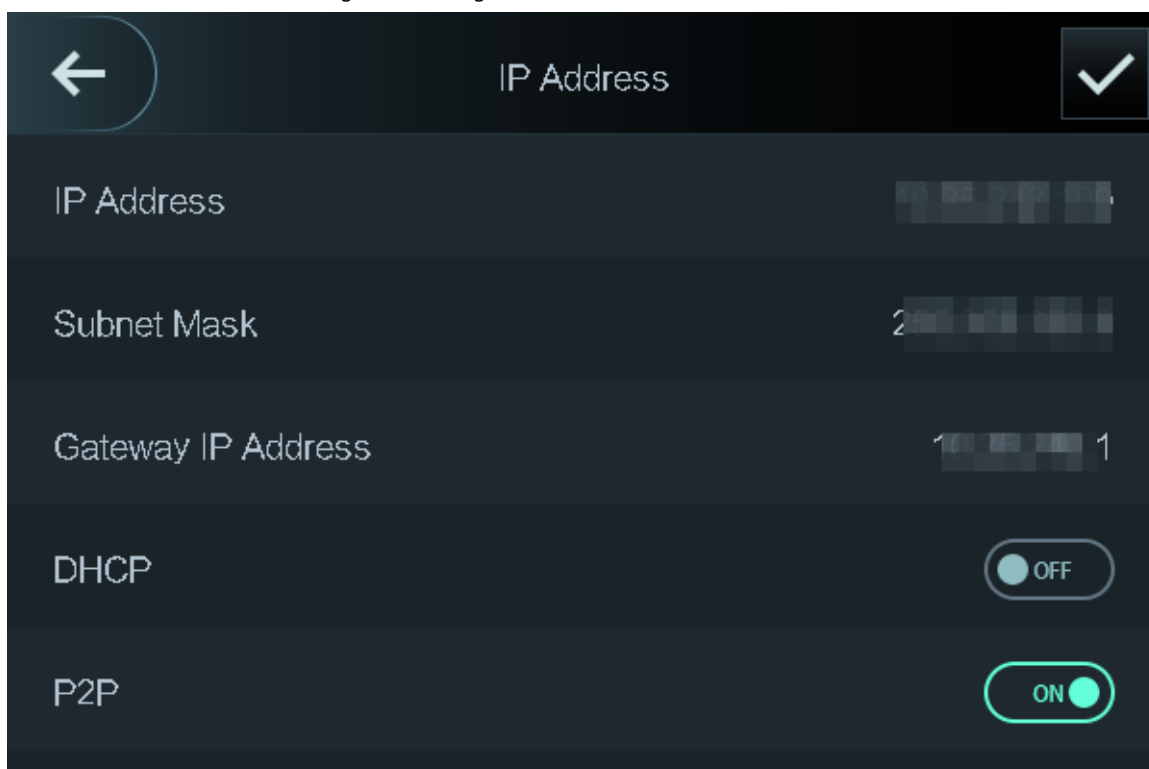 IP Address
IP Address
Subnet Mask
Gateway IP Address
DHCP OFF
P2P ON